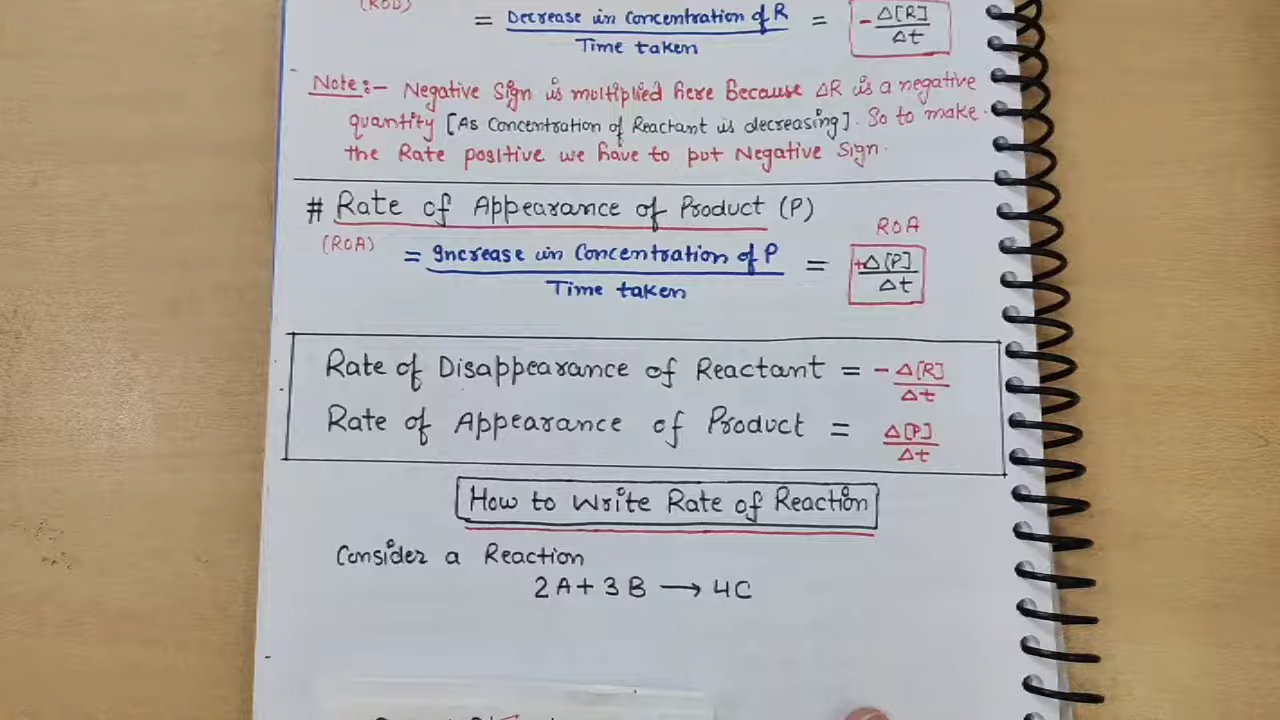 (ROD)
= Decrease in Concentration of R / Time taken = - Δ[R] / Δt
Note:- Negative Sign is multiplied here Because ΔR is a negative
quantity [As Concentration of Reactant is decreasing]. So to make
the Rate positive we have to put Negative Sign.
# Rate of Appearance of Product (P)
(ROA) = Increase in Concentration of P / Time taken = +Δ[P] / Δt
ROA
Rate of Disappearance of Reactant = - Δ[R] / Δt
Rate of Appearance of Product = Δ[P] / Δt
How to Write Rate of Reaction
Consider a Reaction
2A + 3B → 4C